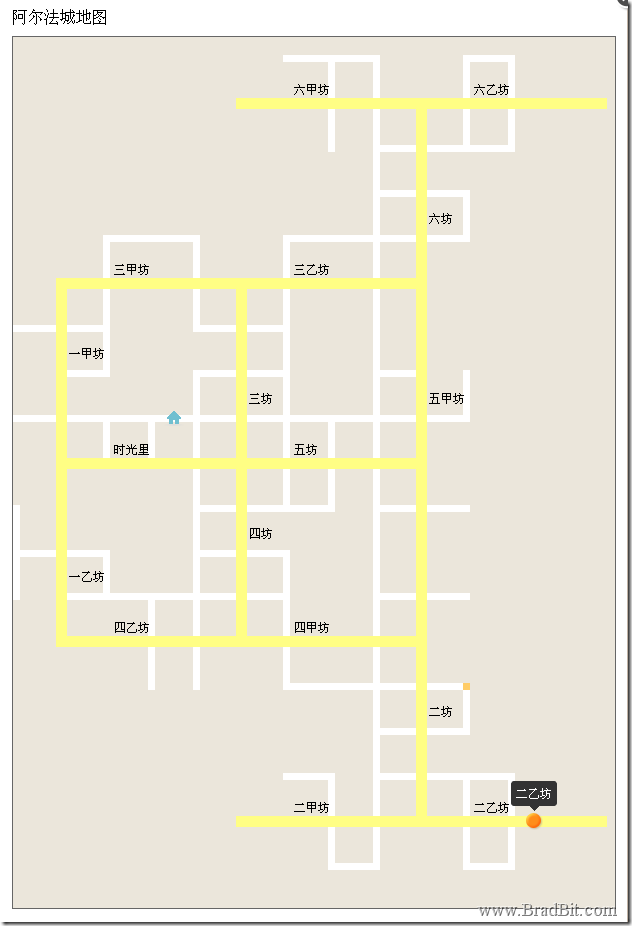 阿尔法城地图
六甲坊
六乙坊
六坊
三甲坊
三乙坊
一甲坊
三坊
五甲坊
时光里
五坊
四坊
一乙坊
四乙坊
四甲坊
二坊
二乙坊
二甲坊
二乙坊
www.BradBit.com